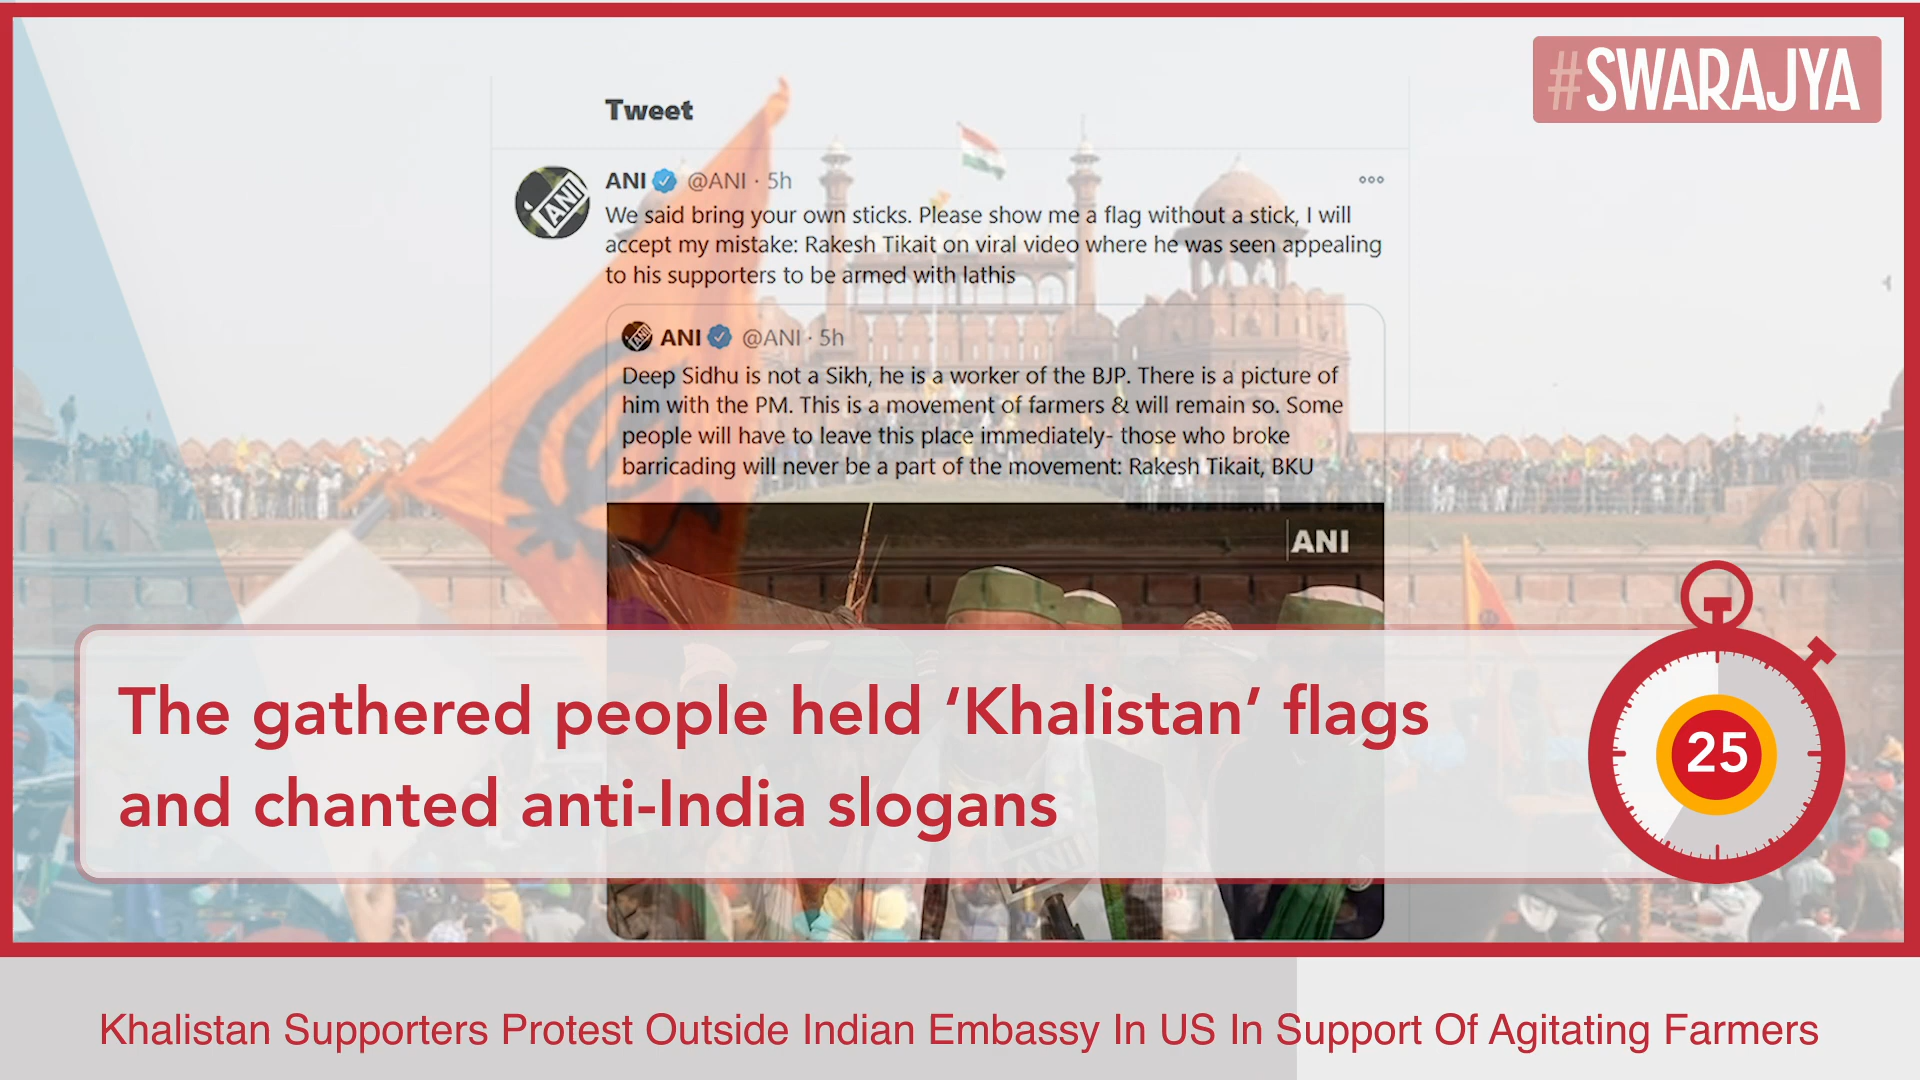 #SWARAJYA
Tweet
ANI @ANI · 5h
We said bring your own sticks. Please show me a flag without a stick, I will
accept my mistake: Rakesh Tikait on viral video where he was seen appealing
to his supporters to be armed with lathis
ANI @ANI · 5h
Deep Sidhu is not a Sikh, he is a worker of the BJP. There is a picture of
him with the PM. This is a movement of farmers & will remain so. Some
people will have to leave this place immediately- those who broke
barricading will never be a part of the movement: Rakesh Tikait, BKU
ANI
The gathered people held ‘Khalistan’ flags
and chanted anti-India slogans
25
ANI
Khalistan Supporters Protest Outside Indian Embassy In US In Support Of Agitating Farmers